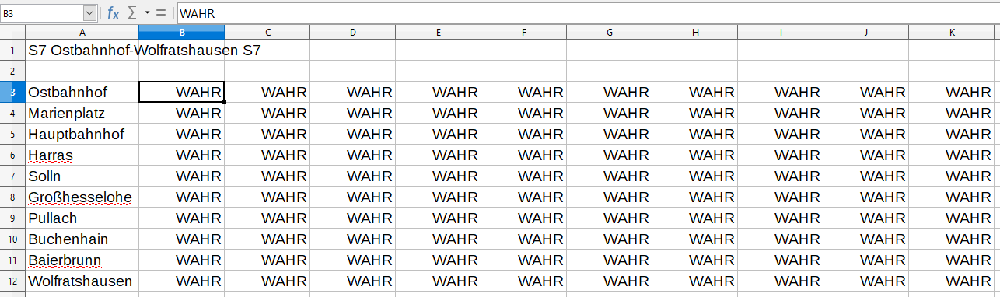 B3 fx Σ = WAHR
A B C D E F G H I J K
1 S7 Ostbahnhof-Wolfratshausen S7
2
3 Ostbahnhof WAHR WAHR WAHR WAHR WAHR WAHR WAHR WAHR WAHR WAHR
4 Marienplatz WAHR WAHR WAHR WAHR WAHR WAHR WAHR WAHR WAHR WAHR
5 Hauptbahnhof WAHR WAHR WAHR WAHR WAHR WAHR WAHR WAHR WAHR WAHR
6 Harras WAHR WAHR WAHR WAHR WAHR WAHR WAHR WAHR WAHR WAHR
7 Solln WAHR WAHR WAHR WAHR WAHR WAHR WAHR WAHR WAHR WAHR
8 Großhesselohe WAHR WAHR WAHR WAHR WAHR WAHR WAHR WAHR WAHR WAHR
9 Pullach WAHR WAHR WAHR WAHR WAHR WAHR WAHR WAHR WAHR WAHR
10 Buchenhain WAHR WAHR WAHR WAHR WAHR WAHR WAHR WAHR WAHR WAHR
11 Baierbrunn WAHR WAHR WAHR WAHR WAHR WAHR WAHR WAHR WAHR WAHR
12 Wolfratshausen WAHR WAHR WAHR WAHR WAHR WAHR WAHR WAHR WAHR WAHR